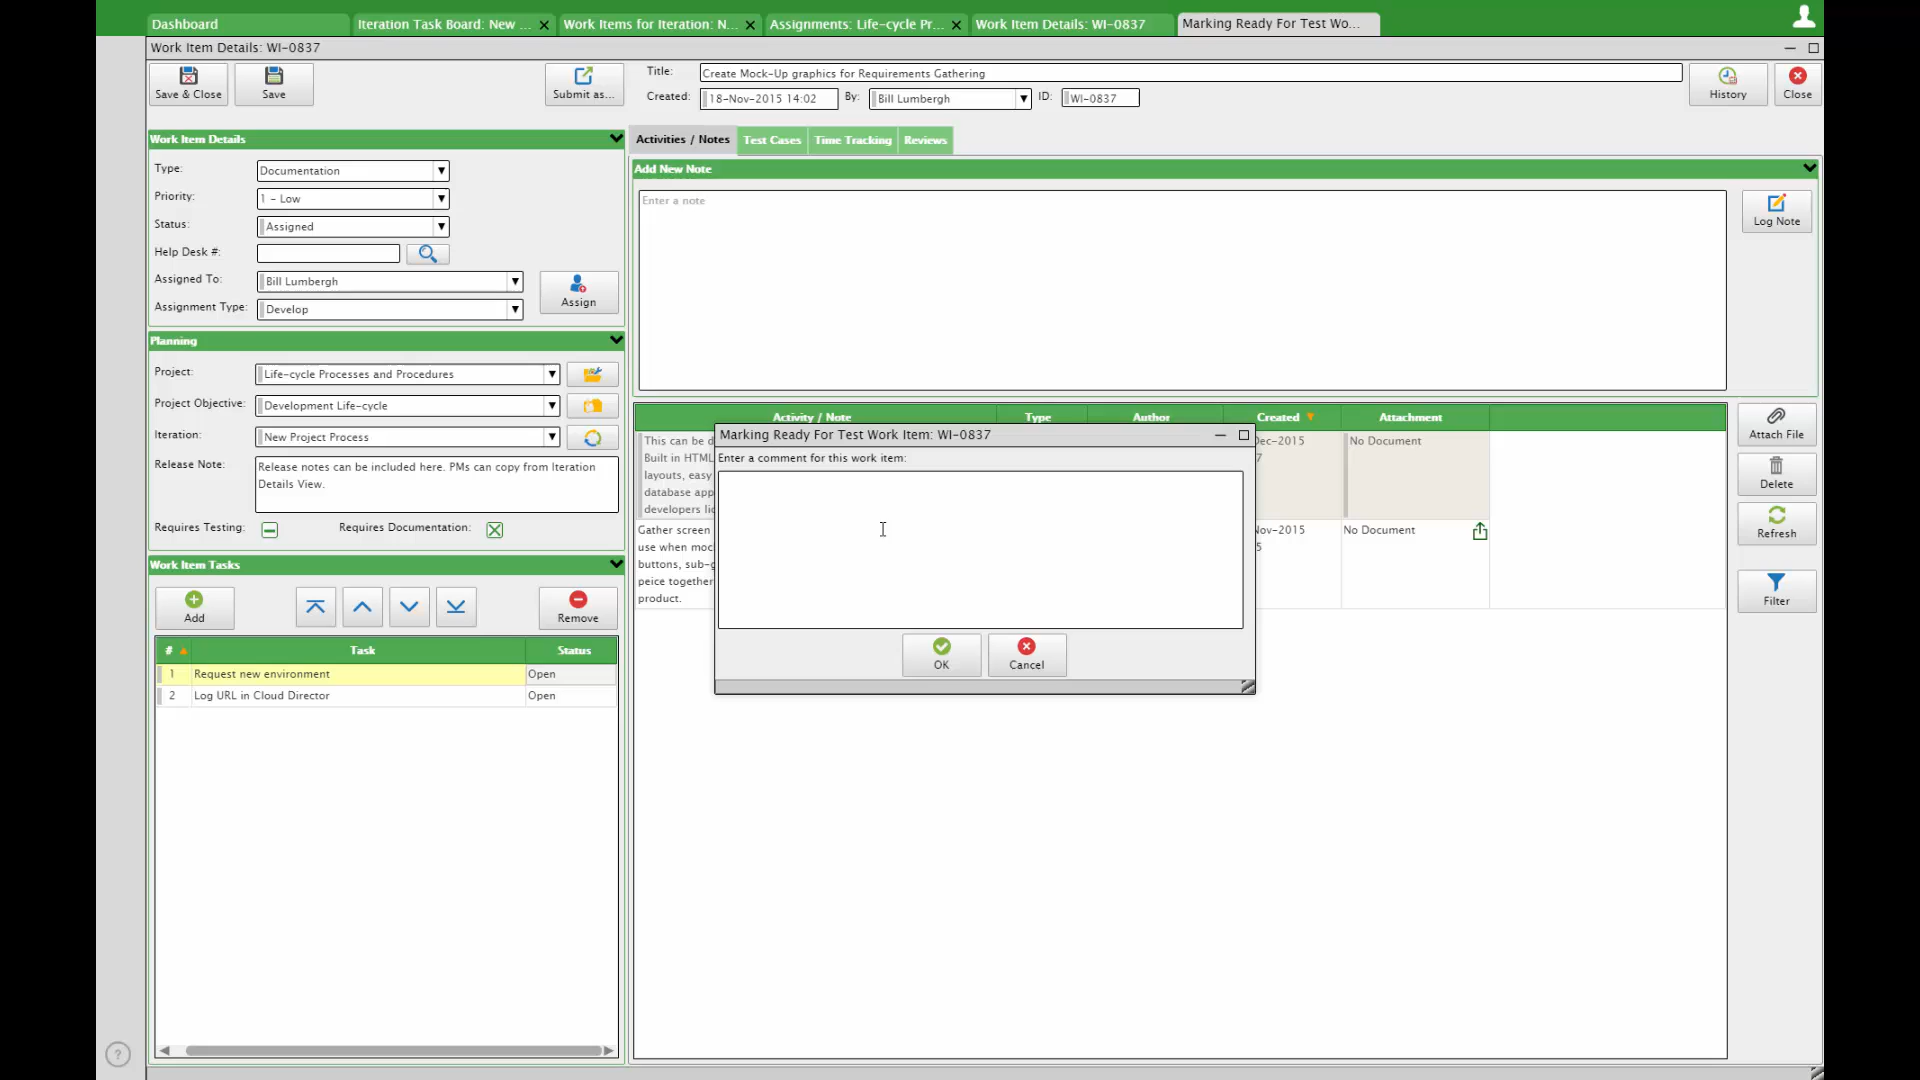 Dashboard
Iteration Task Board: New ...
Work Items for Iteration: N...
Assignments: Life-cycle Pr...
Work Item Details: WI-0837
Marking Ready For Test Wo...
Work Item Details: WI-0837
Save & Close
Save
Submit as...
Title:
Create Mock-Up graphics for Requirements Gathering
Created:
18-Nov-2015 14:02
By:
Bill Lumbergh
ID:
WI-0837
History
Close
Work Item Details
Type:
Documentation
Priority:
1 - Low
Status:
Assigned
Help Desk #:
Assigned To:
Bill Lumbergh
Assignment Type:
Develop
Assign
Planning
Project:
Life-cycle Processes and Procedures
Project Objective:
Development Life-cycle
Iteration:
New Project Process
Release Note:
Release notes can be included here. PMs can copy from Iteration
Details View.
Requires Testing:
Requires Documentation:
Work Item Tasks
Add
Remove
# Task Status
1 Request new environment Open
2 Log URL in Cloud Director Open
Activities / Notes
Test Cases
Time Tracking
Reviews
Add New Note
Enter a note
Log Note
Activity / Note Type Author Created Attachment
This can be d
Built in HTML
layouts, easy
database app
developers lic
Dec-2015
7
No Document
Gather screen
use when moc
buttons, sub-g
peice together
product.
Nov-2015
5
No Document
Marking Ready For Test Work Item: WI-0837
Enter a comment for this work item:
OK
Cancel
Attach File
Delete
Refresh
Filter
?